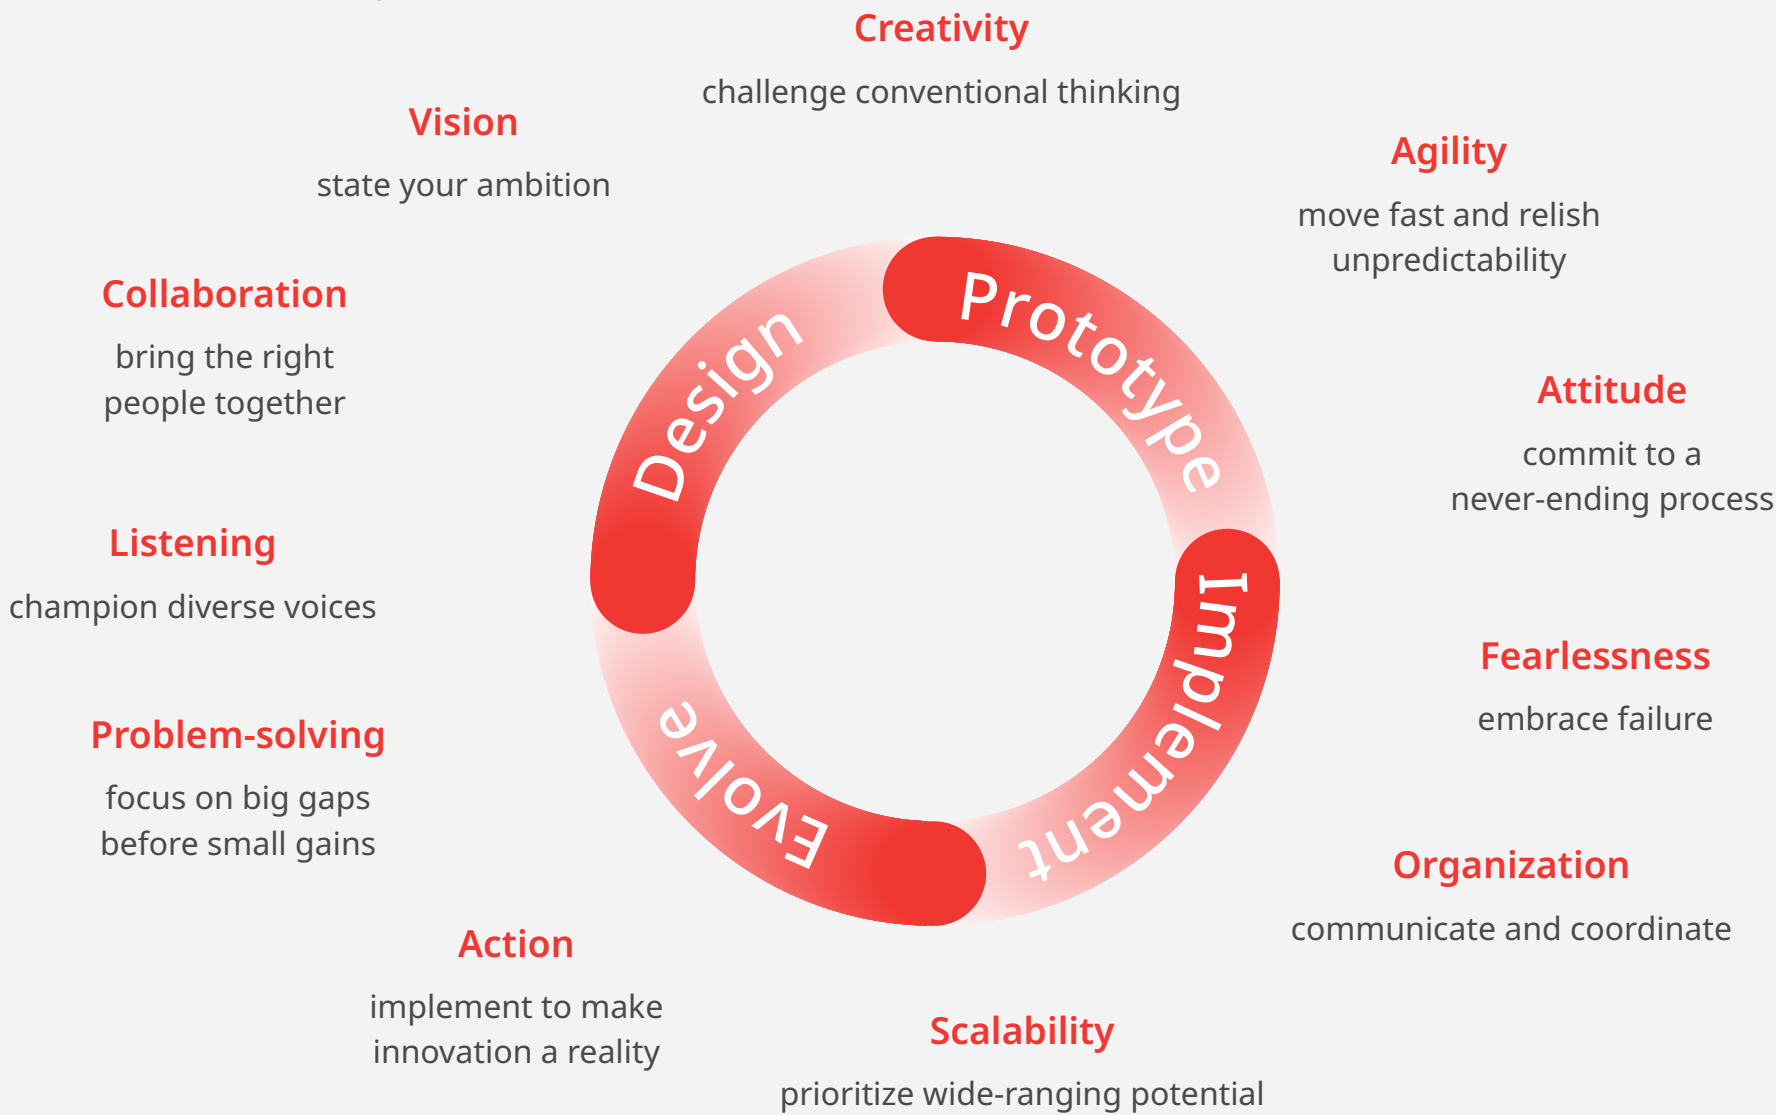 Creativity
challenge conventional thinking
Vision
state your ambition
Agility
move fast and relish
unpredictability
Collaboration
bring the right
people together
Attitude
commit to a
never-ending process
Listening
champion diverse voices
Fearlessness
embrace failure
Problem-solving
focus on big gaps
before small gains
Organization
communicate and coordinate
Action
implement to make
innovation a reality
Scalability
prioritize wide-ranging potential
Design
Prototype
Implement
Evolve